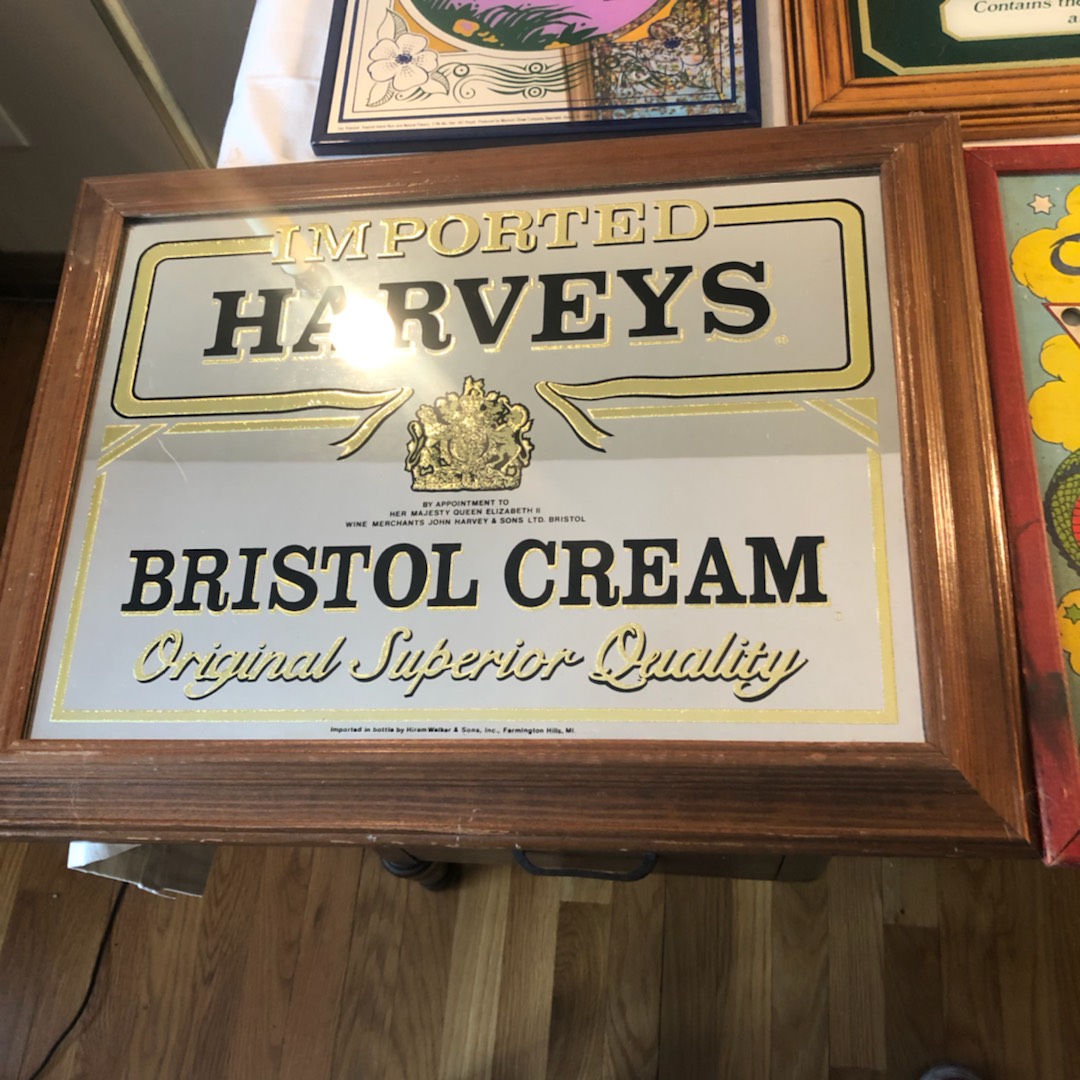 Contains the
a
IMPORTED
HARVEYS
BY APPOINTMENT TO
HER MAJESTY QUEEN ELIZABETH II
WINE MERCHANTS JOHN HARVEY & SONS LTD. BRISTOL
BRISTOL CREAM
Original Superior Quality
Imported in bottle by Hiram Walker & Sons, Inc., Farmington Hills, MI.